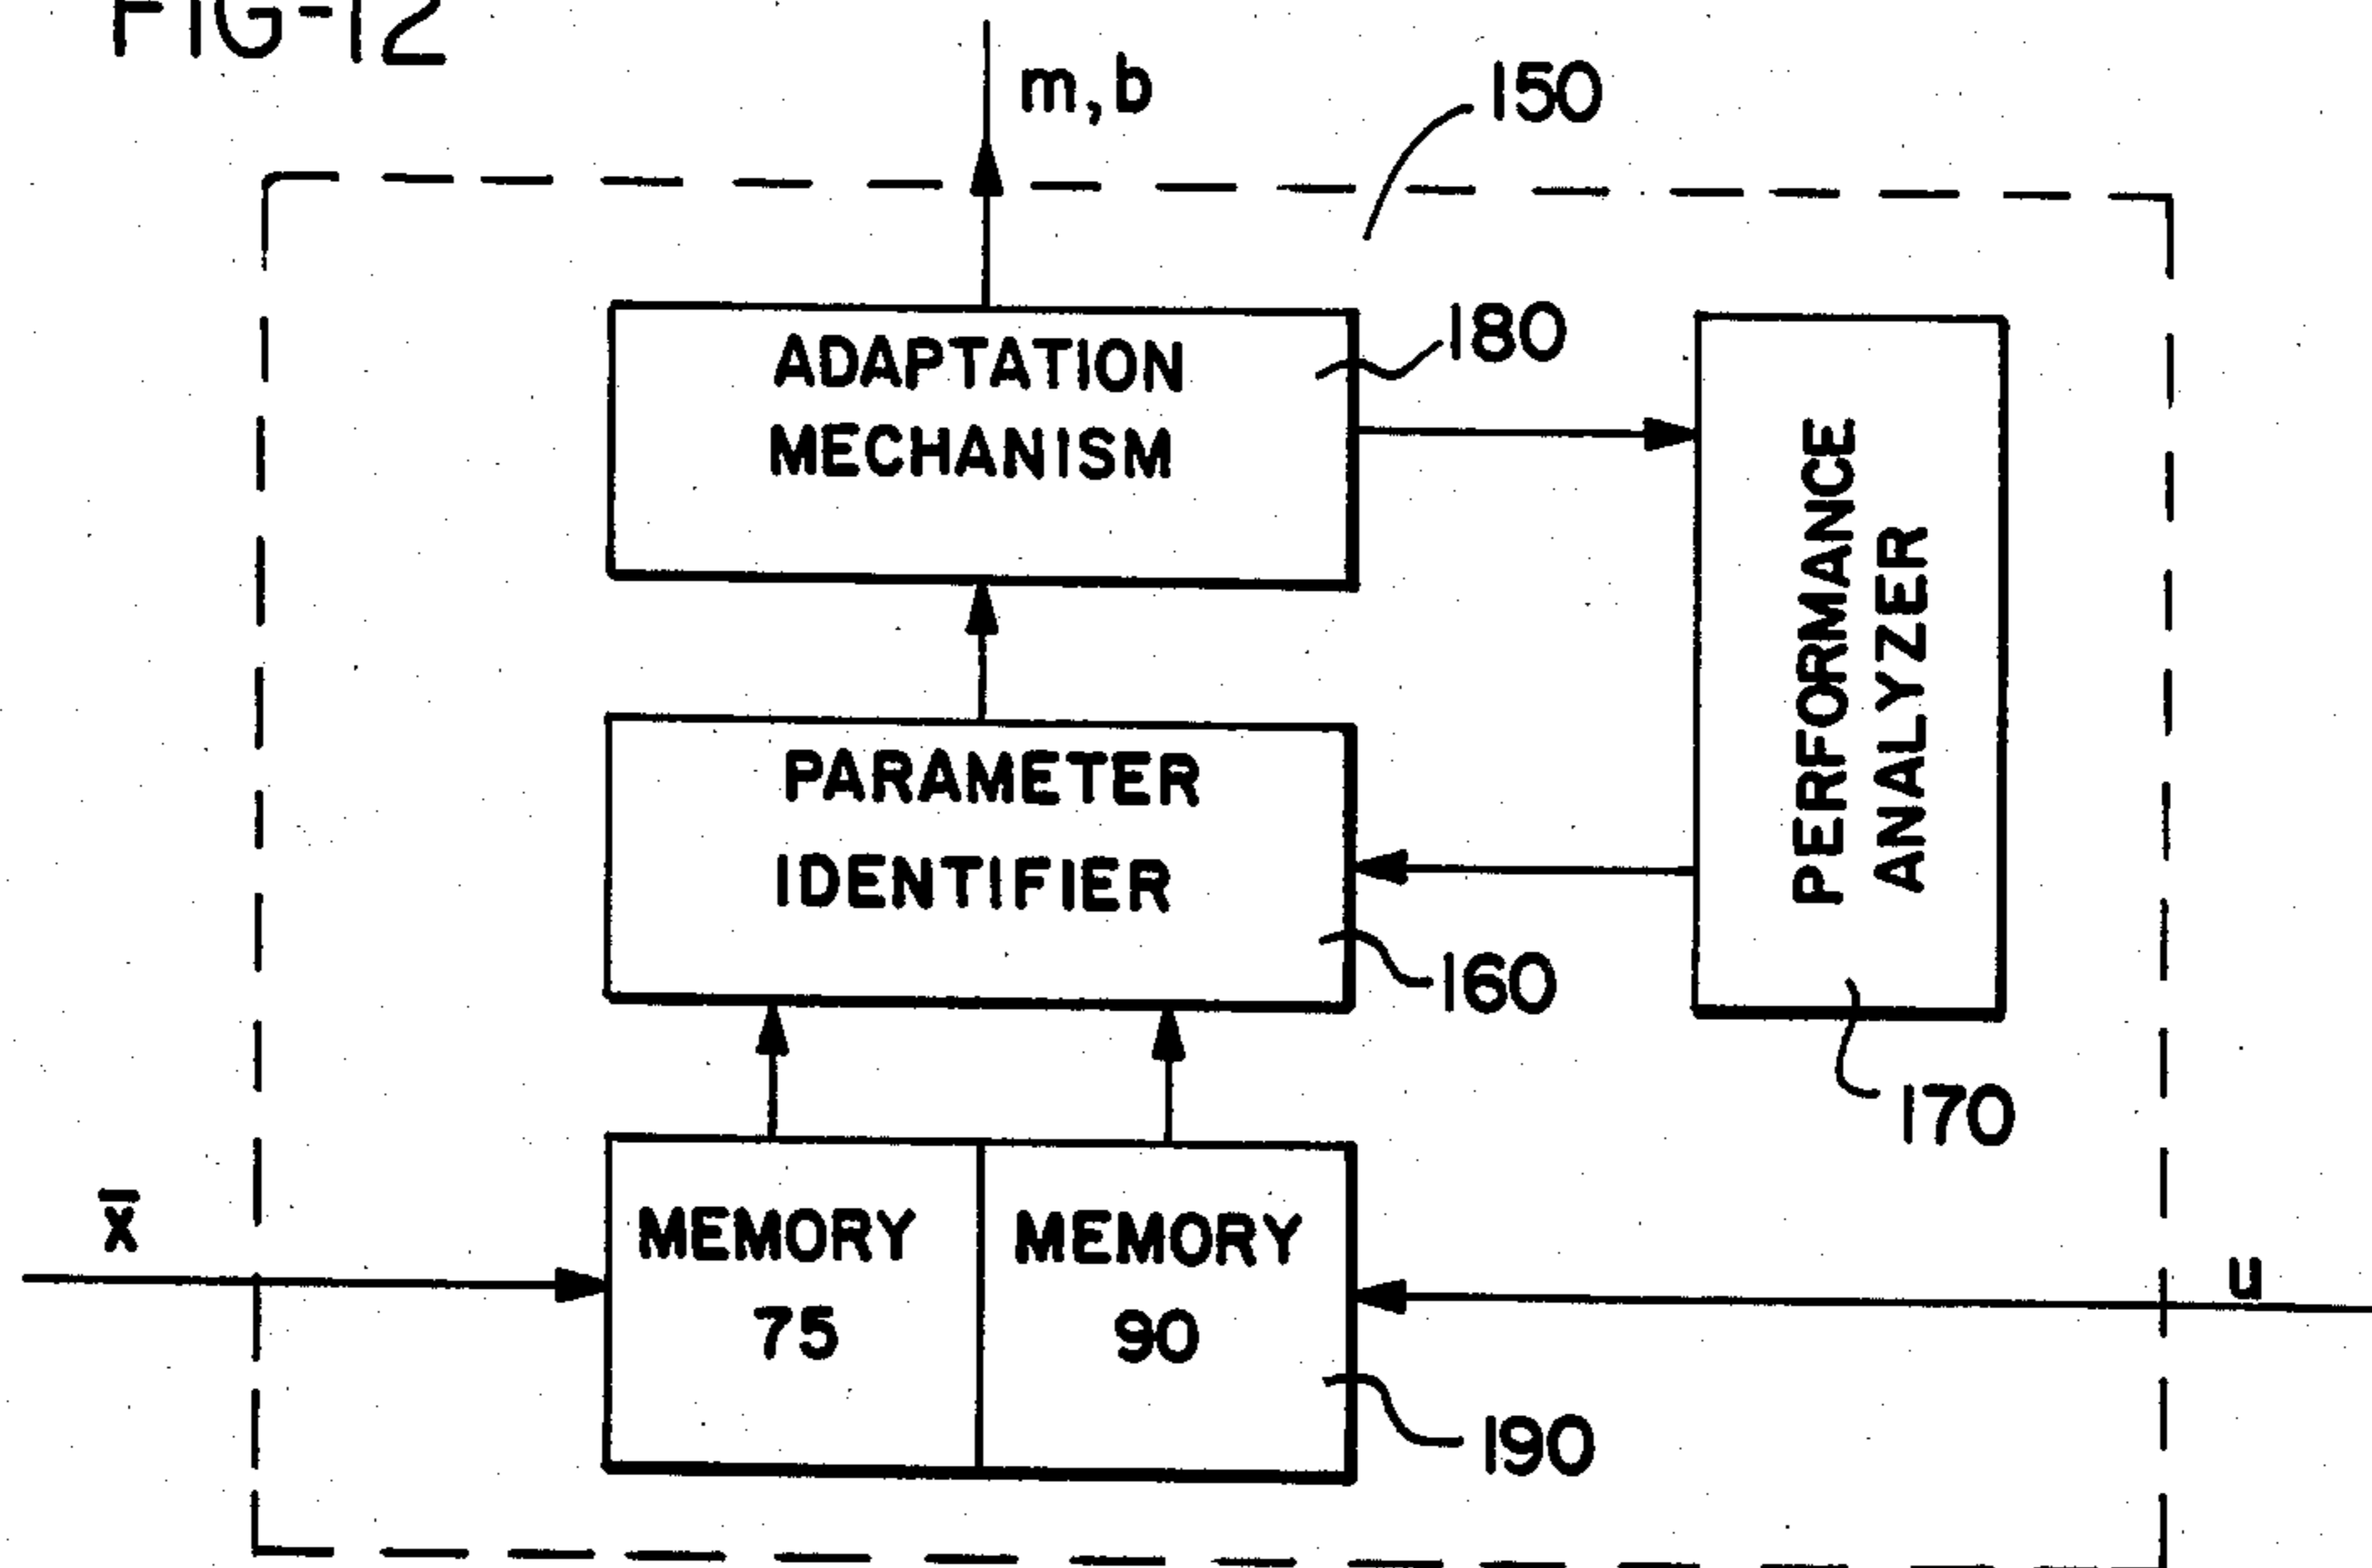 FIG-12
m,b
150
ADAPTATION
MECHANISM
180
PERFORMANCE
ANALYZER
PARAMETER
IDENTIFIER
160
170
x̄
MEMORY
75
MEMORY
90
u
190